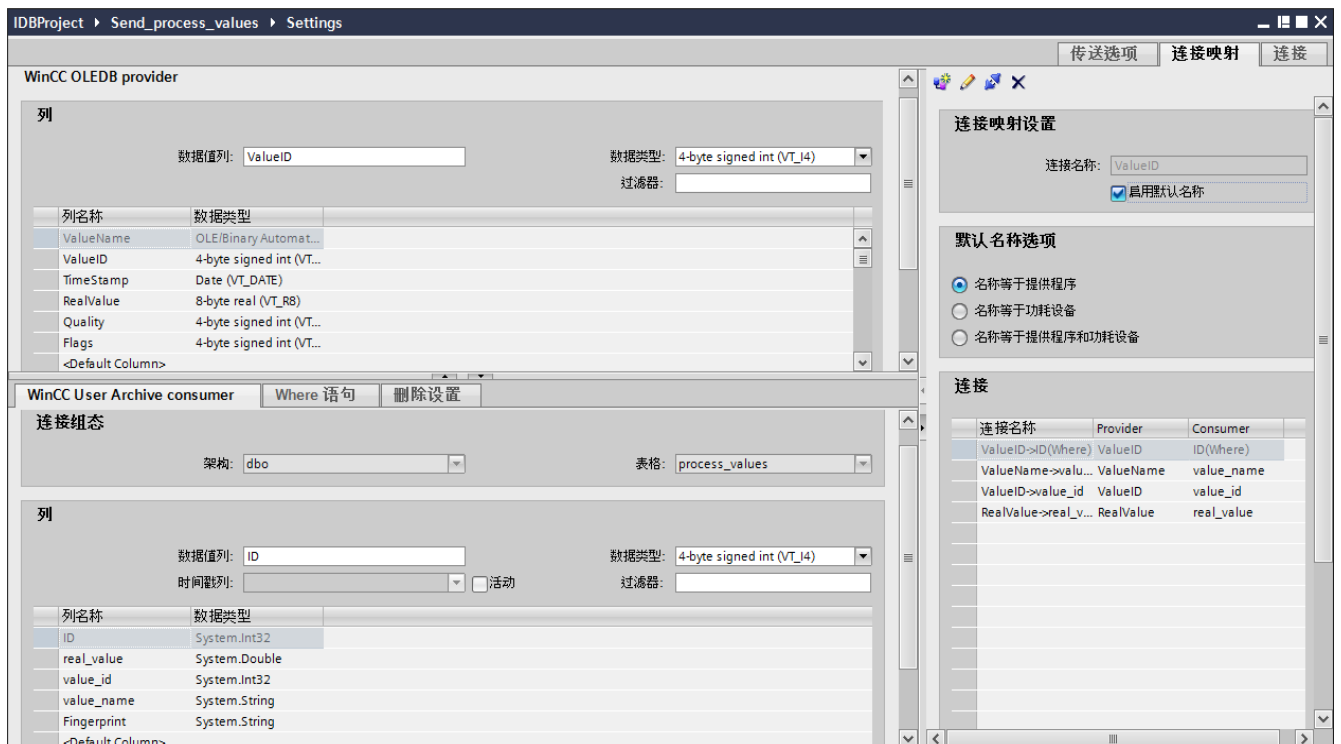 IDBProject ▸ Send_process_values ▸ Settings
传送选项 连接映射 连接
WinCC OLEDB provider
列
数据值列: ValueID 数据类型: 4-byte signed int (VT_I4)
过滤器:
列名称 数据类型
ValueName OLE/Binary Automat...
ValueID 4-byte signed int (VT...
TimeStamp Date (VT_DATE)
RealValue 8-byte real (VT_R8)
Quality 4-byte signed int (VT...
Flags 4-byte signed int (VT...
<Default Column>
WinCC User Archive consumer Where 语句 删除设置
连接组态
架构: dbo 表格: process_values
列
数据值列: ID 数据类型: 4-byte signed int (VT_I4)
时间戳列: 活动 过滤器:
列名称 数据类型
ID System.Int32
real_value System.Double
value_id System.Int32
value_name System.String
Fingerprint System.String
<Default Column>
连接映射设置
连接名称: ValueID
启用默认名称
默认名称选项
名称等于提供程序
名称等于功耗设备
名称等于提供程序和功耗设备
连接
连接名称 Provider Consumer
ValueID->ID(Where) ValueID ID(Where)
ValueName->valu... ValueName value_name
ValueID->value_id ValueID value_id
RealValue->real_v... RealValue real_value